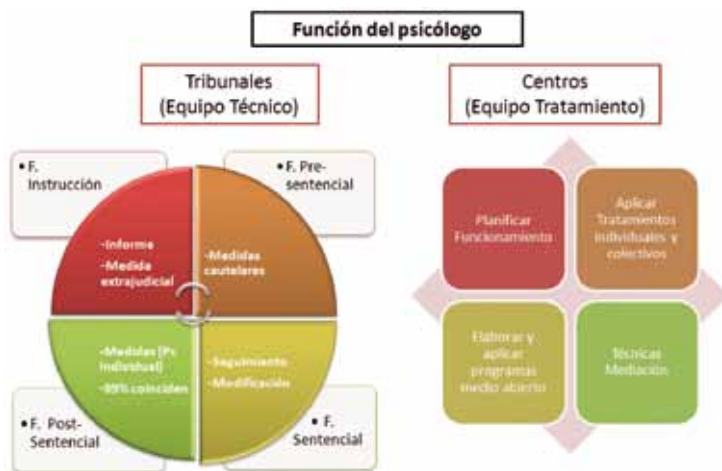 Función del psicólogo
Tribunales
(Equipo Técnico)
Centros
(Equipo Tratamiento)
• F.
Instrucción
• F. Pre-
sentencial
-Informe
-Medida
extrajudicial
-Medidas
cautelares
-Medidas (Pº
Individual)
-89% coinciden
-Seguimiento
-Modificación
• F. Post-
Sentencial
• F.
Sentencial
Planificar
Funcionamiento
Aplicar
Tratamientos
individuales y
colectivos
Elaborar y
aplicar
programas
medio abierto
Técnicas
Mediación